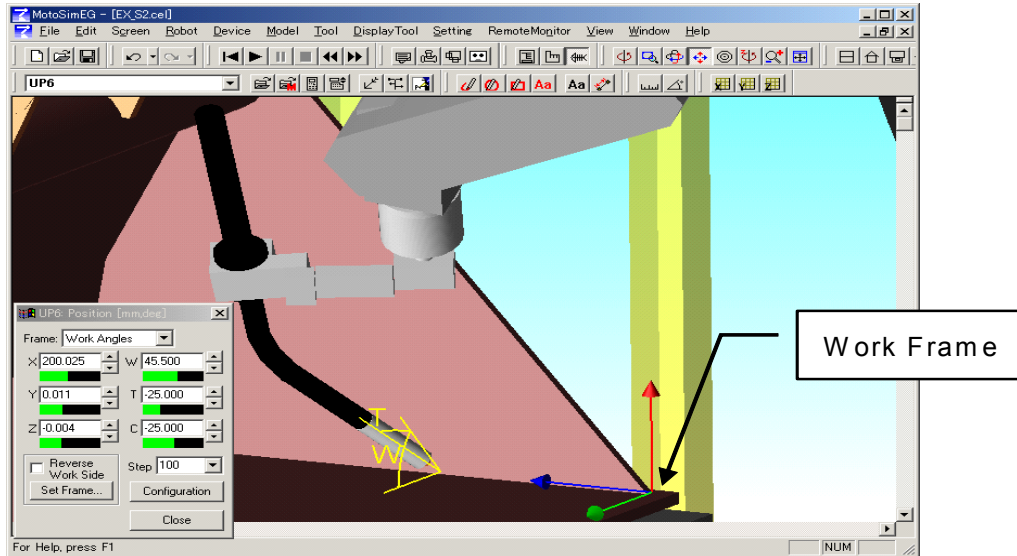 MotoSimEG - [EX_S2.cel]
File Edit Screen Robot Device Model Tool DisplayTool Setting RemoteMonitor View Window Help
UP6
Aa Aa
UP6: Position [mm,deg]
Frame: Work Angles
X 200.025 W 45.500
Y 0.011 T -25.000
Z -0.004 C -25.000
Reverse Work Side
Step 100
Set Frame... Configuration
Close
T
W
Work Frame
For Help, press F1
NUM